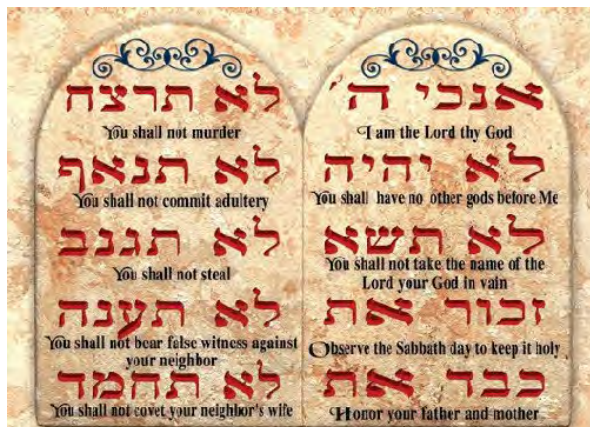 אנכי ה׳
I am the Lord thy God
לא יהיה
You shall have no other gods before Me
לא תשא
You shall not take the name of the
Lord your God in vain
זכור את
Observe the Sabbath day to keep it holy
כבד את
Honor your father and mother
לא תרצח
You shall not murder
לא תנאף
You shall not commit adultery
לא תגנב
You shall not steal
לא תענה
You shall not bear false witness against
your neighbor
לא תחמד
You shall not covet your neighbor's wife